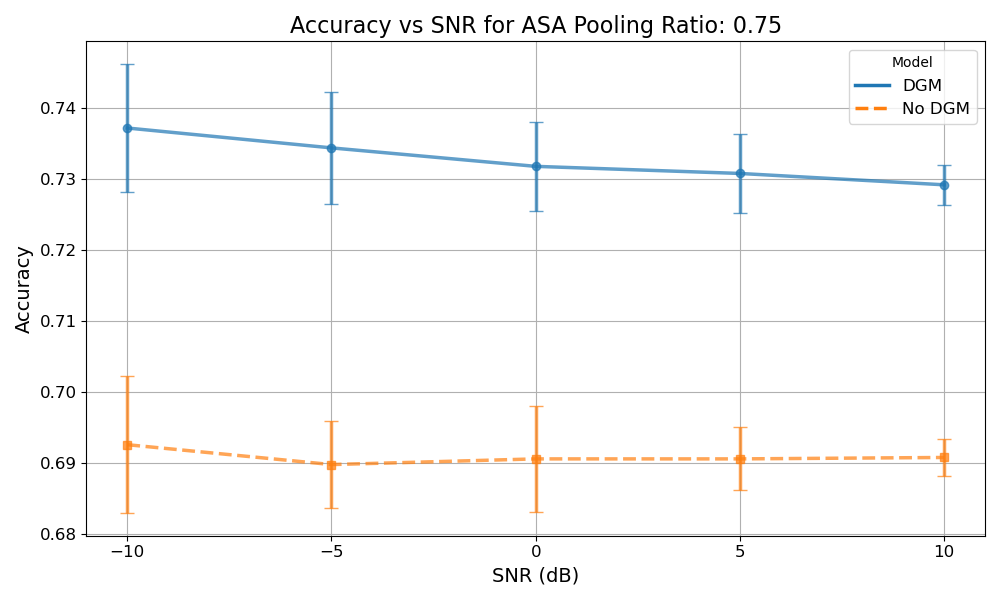 Accuracy vs SNR for ASA Pooling Ratio: 0.75
Model
DGM
No DGM
Accuracy
0.74
0.73
0.72
0.71
0.70
0.69
0.68
−10
−5
0
5
10
SNR (dB)